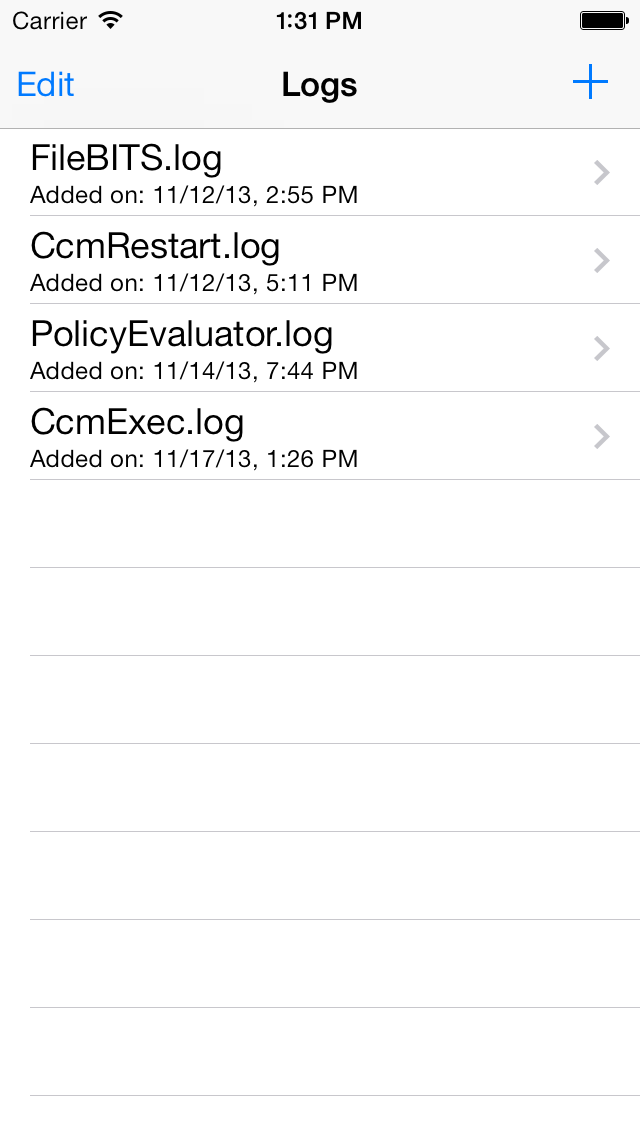 Carrier 1:31 PM
Edit Logs +
FileBITS.log
Added on: 11/12/13, 2:55 PM
CcmRestart.log
Added on: 11/12/13, 5:11 PM
PolicyEvaluator.log
Added on: 11/14/13, 7:44 PM
CcmExec.log
Added on: 11/17/13, 1:26 PM